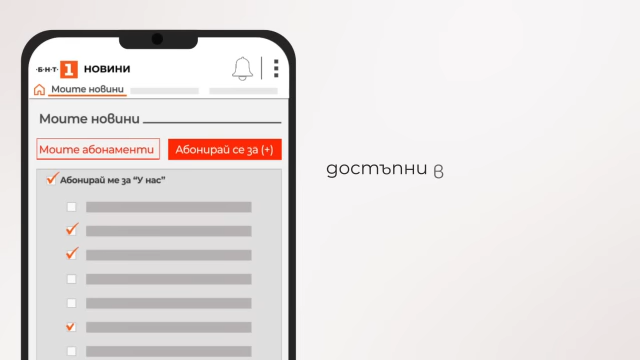 ·Б·Н·Т· 1 НОВИНИ
Моите новини
Моите новини
Моите абонаменти
Абонирай се за (+)
Абонирай ме за “У нас”
достъпни в